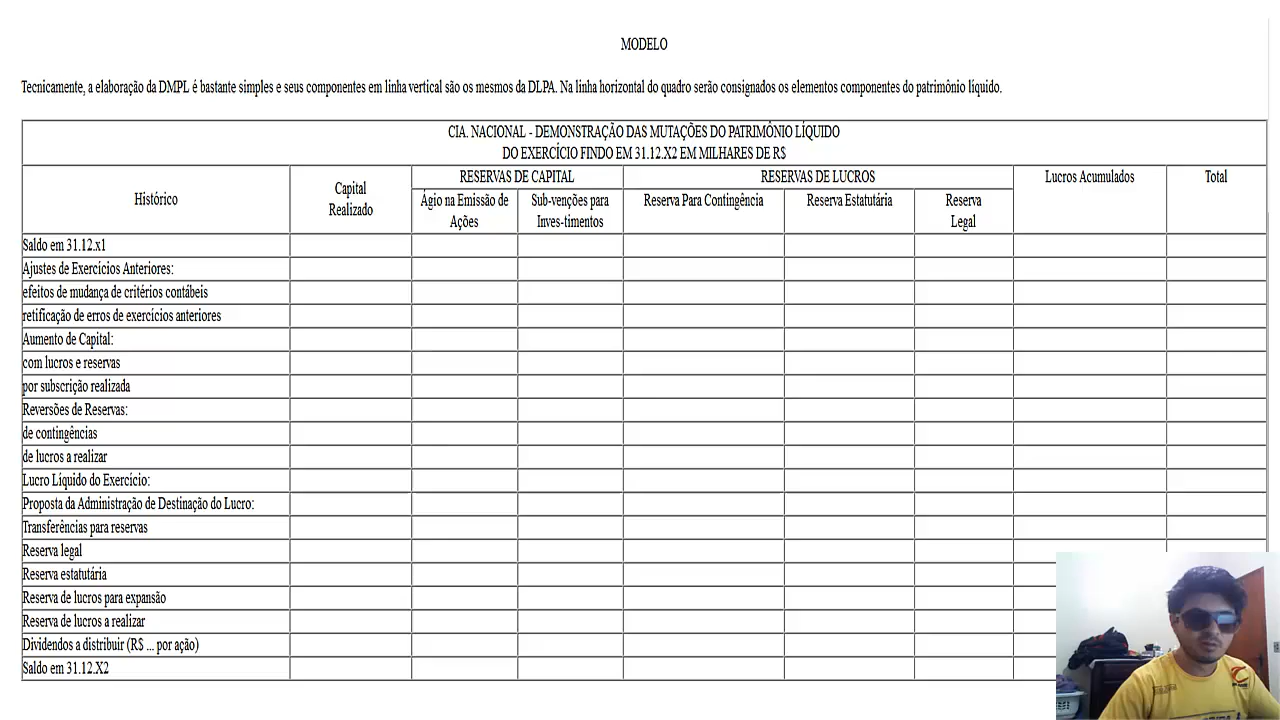 MODELO
Tecnicamente, a elaboração da DMPL é bastante simples e seus componentes em linha vertical são os mesmos da DLPA. Na linha horizontal do quadro serão consignados os elementos componentes do patrimônio líquido.
CIA. NACIONAL - DEMONSTRAÇÃO DAS MUTAÇÕES DO PATRIMÔNIO LÍQUIDO
DO EXERCÍCIO FINDO EM 31.12.X2 EM MILHARES DE R$
Histórico
Capital
Realizado
RESERVAS DE CAPITAL
RESERVAS DE LUCROS
Lucros Acumulados
Total
Ágio na Emissão de
Ações
Sub-venções para
Inves-timentos
Reserva Para Contingência
Reserva Estatutária
Reserva
Legal
Saldo em 31.12.x1
Ajustes de Exercícios Anteriores:
efeitos de mudança de critérios contábeis
retificação de erros de exercícios anteriores
Aumento de Capital:
com lucros e reservas
por subscrição realizada
Reversões de Reservas:
de contingências
de lucros a realizar
Lucro Líquido do Exercício:
Proposta da Administração de Destinação do Lucro:
Transferências para reservas
Reserva legal
Reserva estatutária
Reserva de lucros para expansão
Reserva de lucros a realizar
Dividendos a distribuir (R$ ... por ação)
Saldo em 31.12.X2